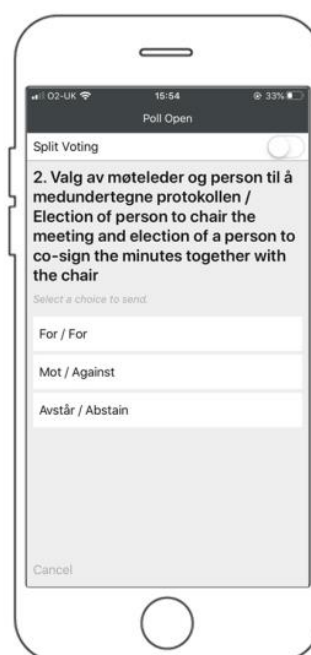 O2-UK 15:54 33%
Poll Open
Split Voting
2. Valg av møteleder og person til å
medundertegne protokollen /
Election of person to chair the
meeting and election of a person to
co-sign the minutes together with
the chair
Select a choice to send.
For / For
Mot / Against
Avstår / Abstain
Cancel